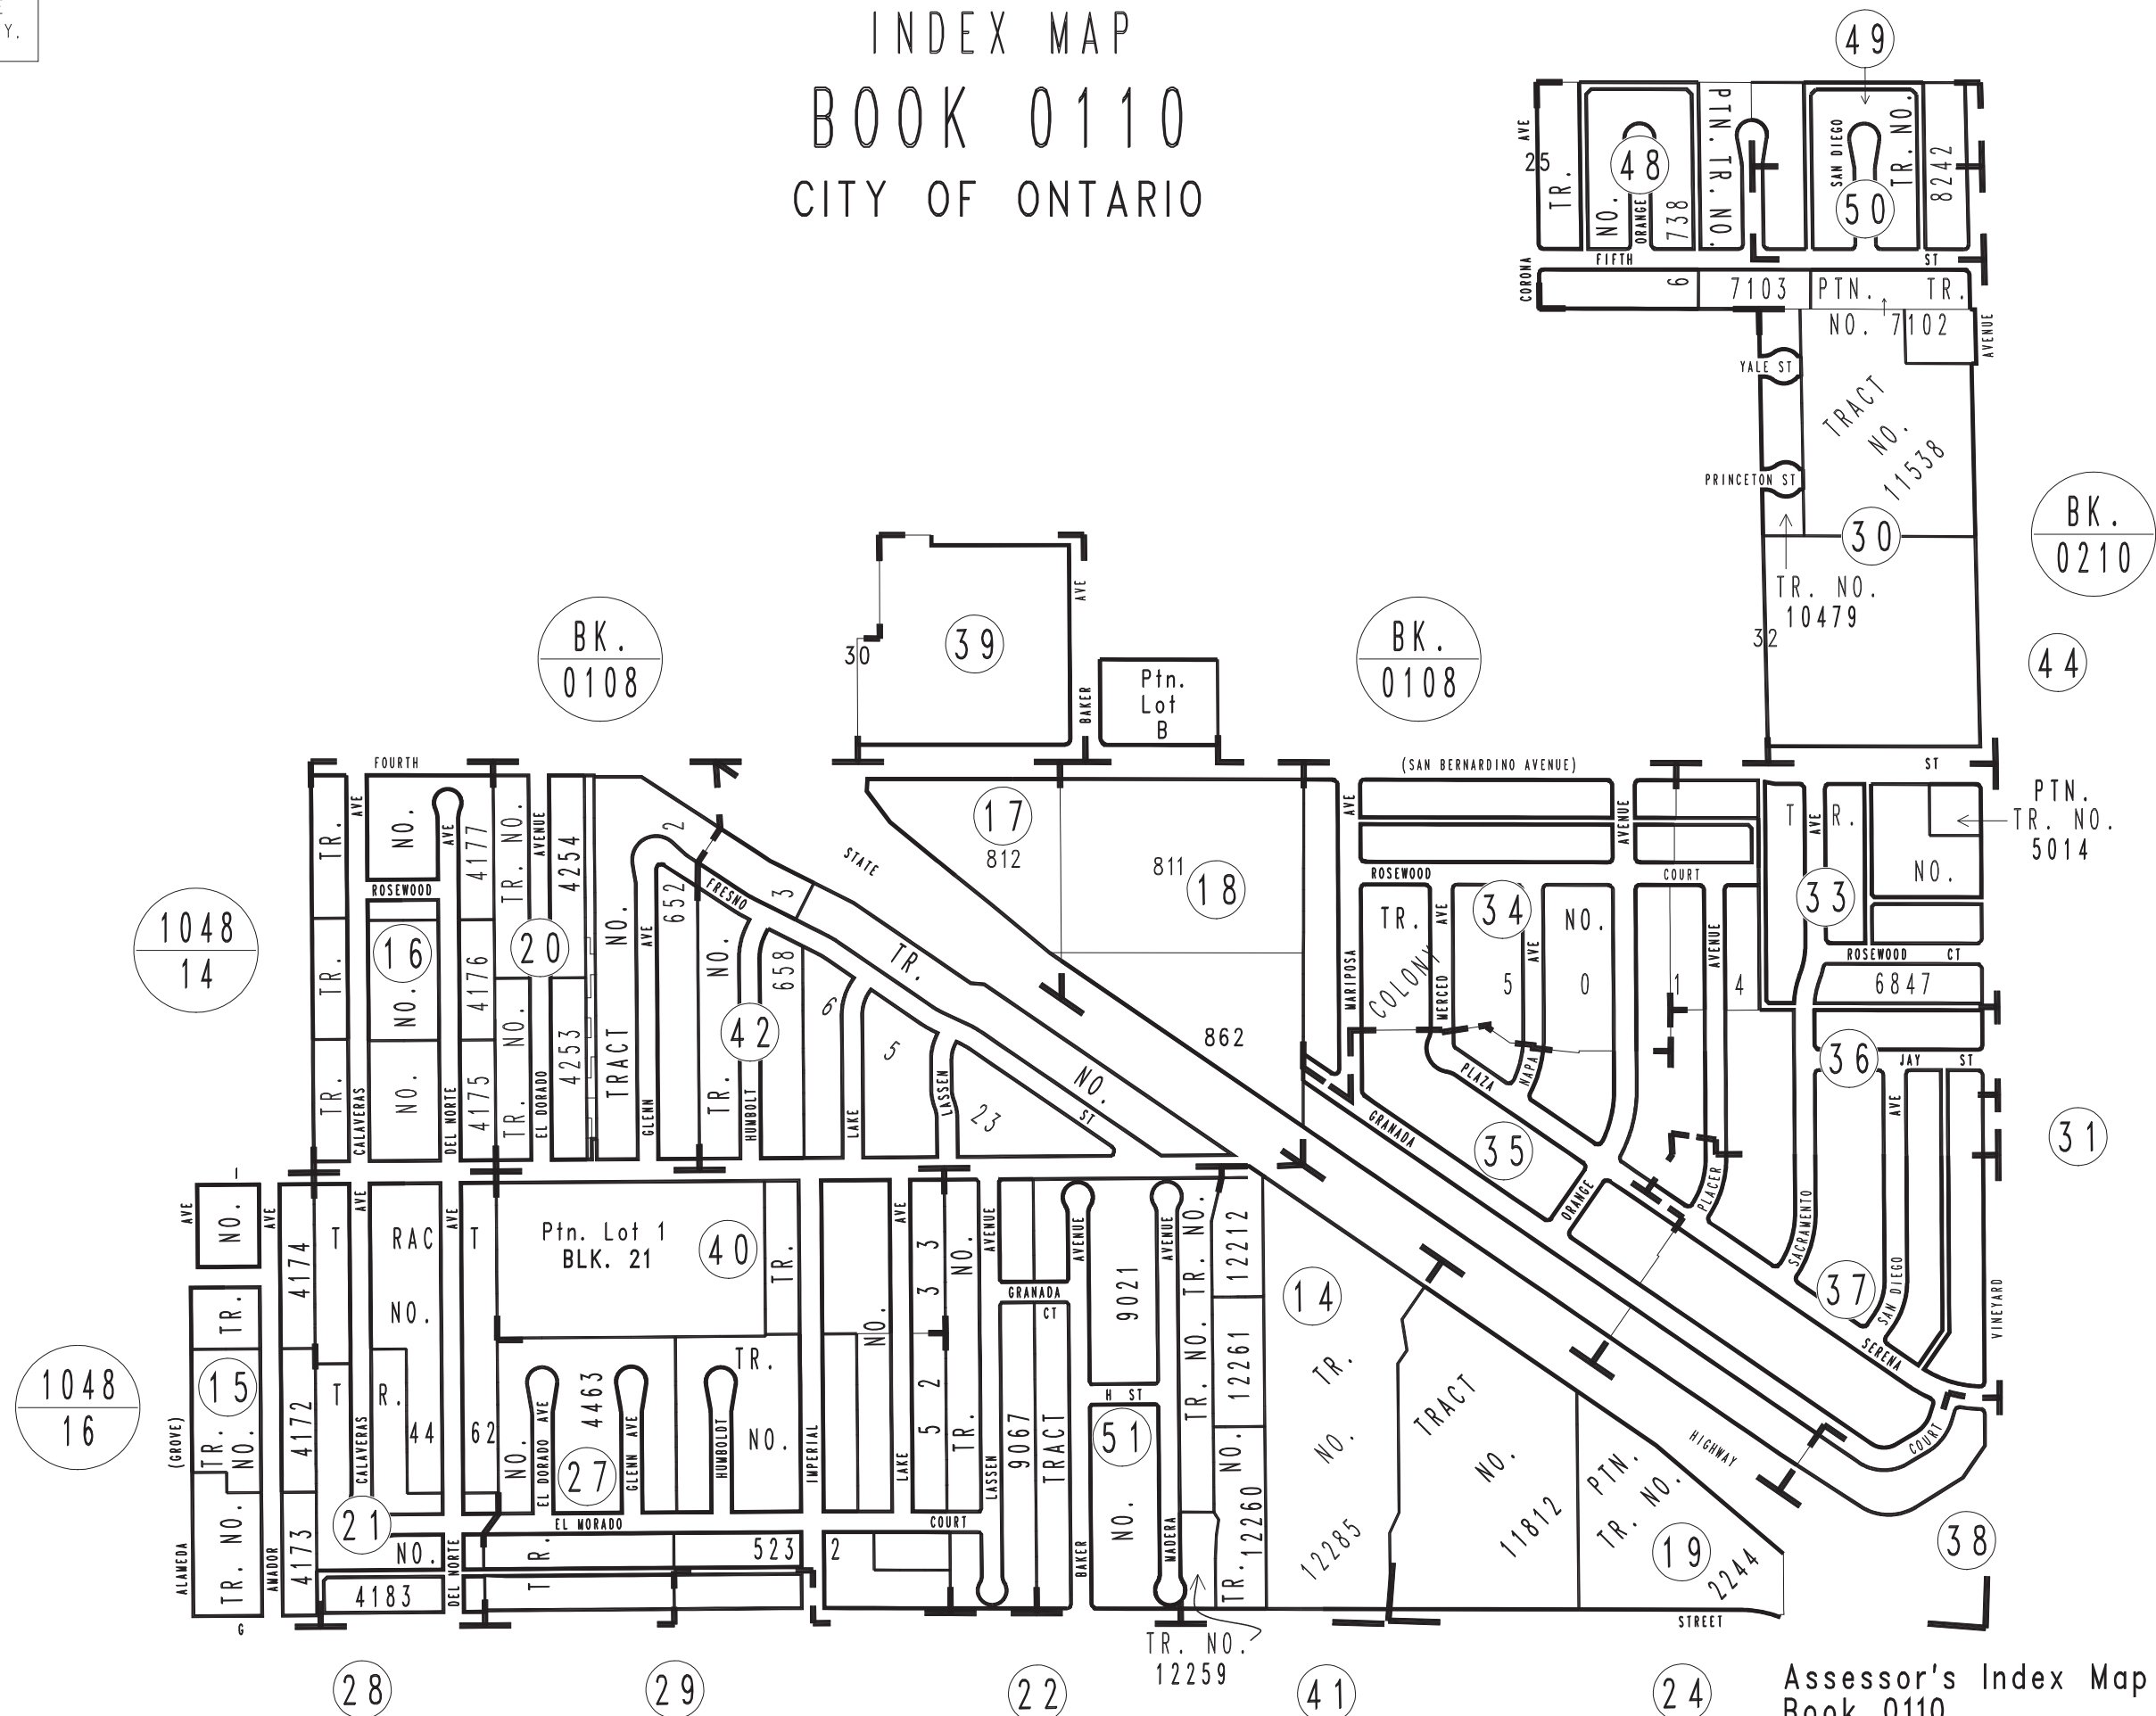 Y.
INDEX MAP
BOOK 0110
CITY OF ONTARIO
49
AVE
25
TR.
NO.
48
ORANGE
738
PTN. TR. NO.
SAN DIEGO
50
TR. NO.
8242
FIFTH
ST
CORONA
6
7103
PTN. TR.
NO. 7102
AVENUE
YALE ST
TRACT
NO.
11538
PRINCETON ST
30
BK.
0210
TR. NO.
10479
32
44
BK.
0108
30
39
AVE
BAKER
Ptn.
Lot
B
BK.
0108
FOURTH
(SAN BERNARDINO AVENUE)
ST
PTN.
TR. NO.
5014
TR.
AVE
NO.
AVE
4177
TR. NO.
AVENUE
4254
2
STATE
17
812
811
18
AVE
AVENUE
T R.
AVE
NO.
ROSEWOOD
652
FRESNO
3
ROSEWOOD
COURT
33
1048
14
TR.
16
NO.
4176
20
NO.
AVE
NO.
658
TR.
TR.
AVE
34
AVE
NO.
AVENUE
ROSEWOOD CT
MARIPOSA
COLONY
MERCED
5
0
1
4
6847
42
6
862
TR.
CALAVERAS
NO.
DEL NORTE
4175
TR. NO.
EL DORADO
4253
TRACT
GLENN
TR.
HUMBOLT
LAKE
5
LASSEN
23
NO.
ST
PLAZA
NAPA
36
JAY ST
GRANADA
35
AVE
31
ORANGE
PLACER
SACRAMENTO
37
SAN DIEGO
VINEYARD
SERENA
COURT
AVE
NO.
AVE
4174
T
AVE
RAC
AVE
T
Ptn. Lot 1
BLK. 21
40
TR.
AVE
3
3
NO.
AVENUE
AVENUE
9021
AVENUE
TR. NO.
12212
14
TR.
NO.
NO.
GRANADA
CT
TR.
1048
16
15
(GROVE)
TR.
NO.
4172
T R.
44
CALAVERAS
62
NO.
EL DORADO AVE
4463
27
GLENN AVE
HUMBOLDT
TR.
NO.
IMPERIAL
LAKE
5
2
TR.
LASSEN
9067
TRACT
H ST
51
TR. NO.
12261
NO.
12285
TRACT
NO.
11812
PTN.
TR. NO.
HIGHWAY
19
2244
38
ALAMEDA
TR. NO.
AMADOR
4173
21
NO.
DEL NORTE
EL MORADO
COURT
T R.
523
2
BAKER
NO.
MADERA
TR.
12260
4183
G
STREET
TR. NO.
12259
28
29
22
41
24
Assessor's Index Map
Book 0110